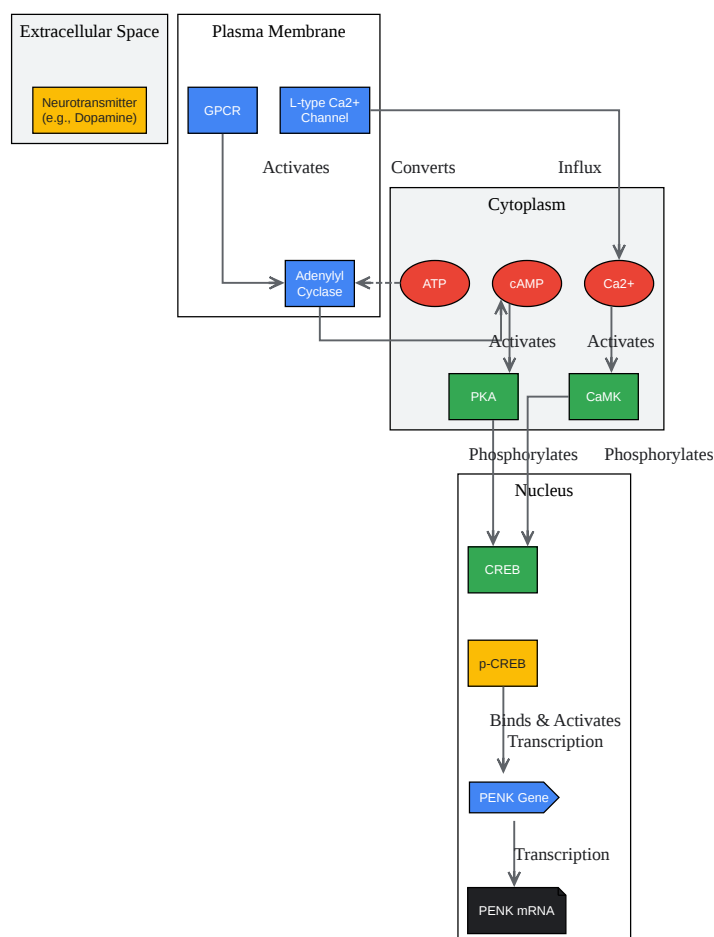 Extracellular Space
Plasma Membrane
Neurotransmitter
(e.g., Dopamine)
GPCR
L-type Ca2+
Channel
Activates
Converts
Influx
Cytoplasm
Adenylyl
Cyclase
ATP
cAMP
Ca2+
Activates
Activates
PKA
CaMK
Phosphorylates
Phosphorylates
Nucleus
CREB
p-CREB
Binds & Activates
Transcription
PENK Gene
Transcription
PENK mRNA